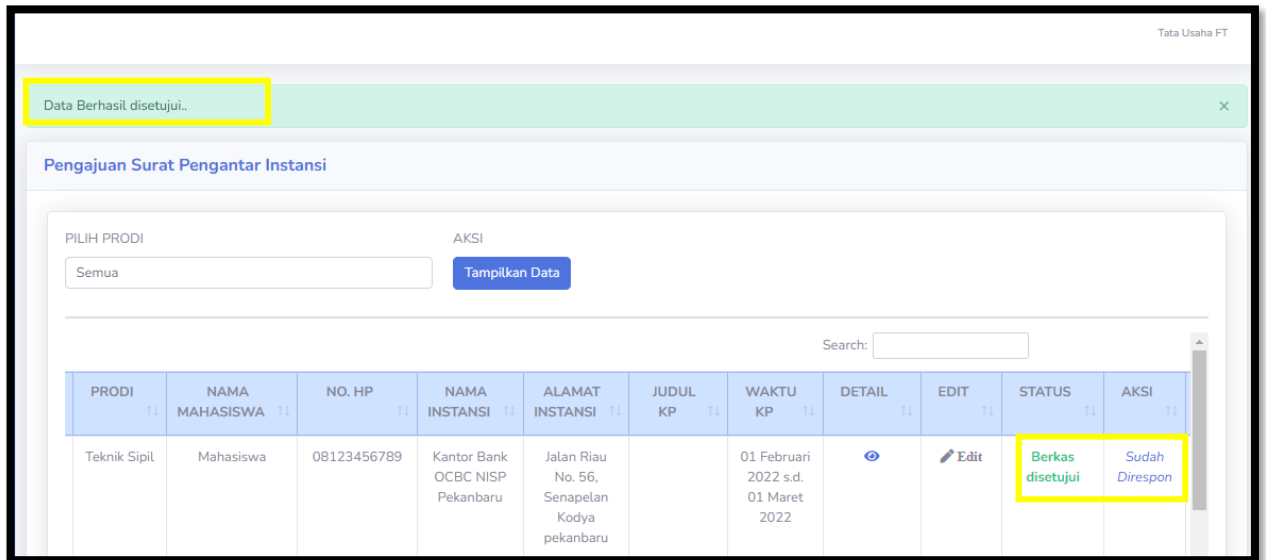 Tata Usaha FT
Data Berhasil disetujui..
×
Pengajuan Surat Pengantar Instansi
PILIH PRODI
AKSI
Semua
Tampilkan Data
Search:
PRODI
NAMA
MAHASISWA
NO. HP
NAMA
INSTANSI
ALAMAT
INSTANSI
JUDUL
KP
WAKTU
KP
DETAIL
EDIT
STATUS
AKSI
Teknik Sipil
Mahasiswa
08123456789
Kantor Bank
OCBC NISP
Pekanbaru
Jalan Riau
No. 56,
Senapelan
Kodya
pekanbaru
01 Februari
2022 s.d.
01 Maret
2022
Edit
Berkas
disetujui
Sudah
Direspon